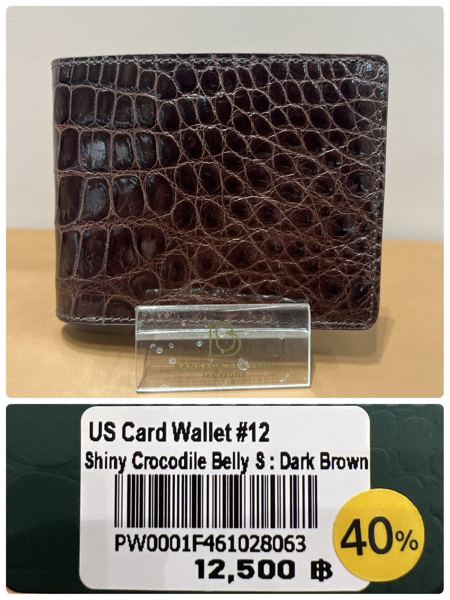 US Card Wallet #12
Shiny Crocodile Belly S : Dark Brown
PW0001F461028063
12,500 ฿
40%